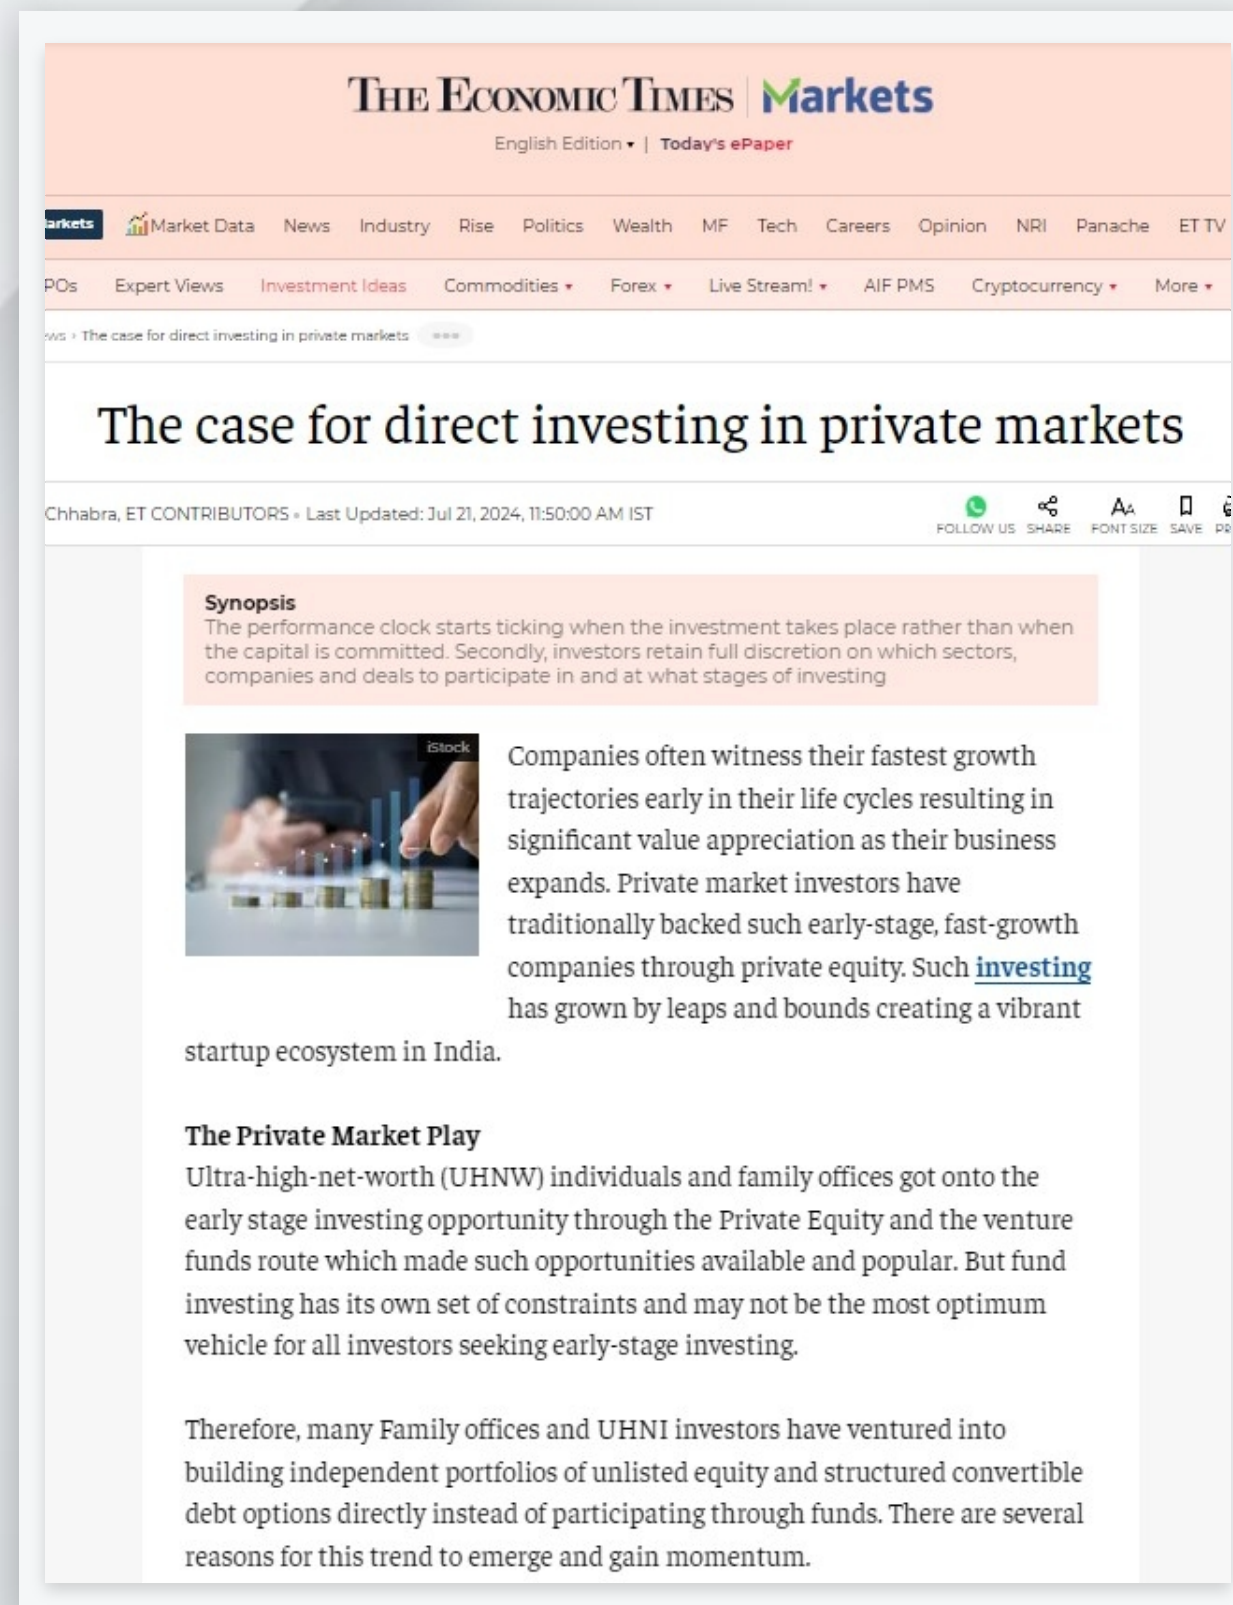 THE ECONOMIC TIMES | Markets
English Edition ▾ | Today's ePaper
arkets Market Data News Industry Rise Politics Wealth MF Tech Careers Opinion NRI Panache ET TV
POs Expert Views Investment Ideas Commodities ▾ Forex ▾ Live Stream! ▾ AIF PMS Cryptocurrency ▾ More ▾
ews › The case for direct investing in private markets
The case for direct investing in private markets
Chhabra, ET CONTRIBUTORS • Last Updated: Jul 21, 2024, 11:50:00 AM IST
FOLLOW US SHARE FONT SIZE SAVE PR
Synopsis
The performance clock starts ticking when the investment takes place rather than when
the capital is committed. Secondly, investors retain full discretion on which sectors,
companies and deals to participate in and at what stages of investing
iStock
Companies often witness their fastest growth
trajectories early in their life cycles resulting in
significant value appreciation as their business
expands. Private market investors have
traditionally backed such early-stage, fast-growth
companies through private equity. Such investing
has grown by leaps and bounds creating a vibrant
startup ecosystem in India.
The Private Market Play
Ultra-high-net-worth (UHNW) individuals and family offices got onto the
early stage investing opportunity through the Private Equity and the venture
funds route which made such opportunities available and popular. But fund
investing has its own set of constraints and may not be the most optimum
vehicle for all investors seeking early-stage investing.
Therefore, many Family offices and UHNI investors have ventured into
building independent portfolios of unlisted equity and structured convertible
debt options directly instead of participating through funds. There are several
reasons for this trend to emerge and gain momentum.